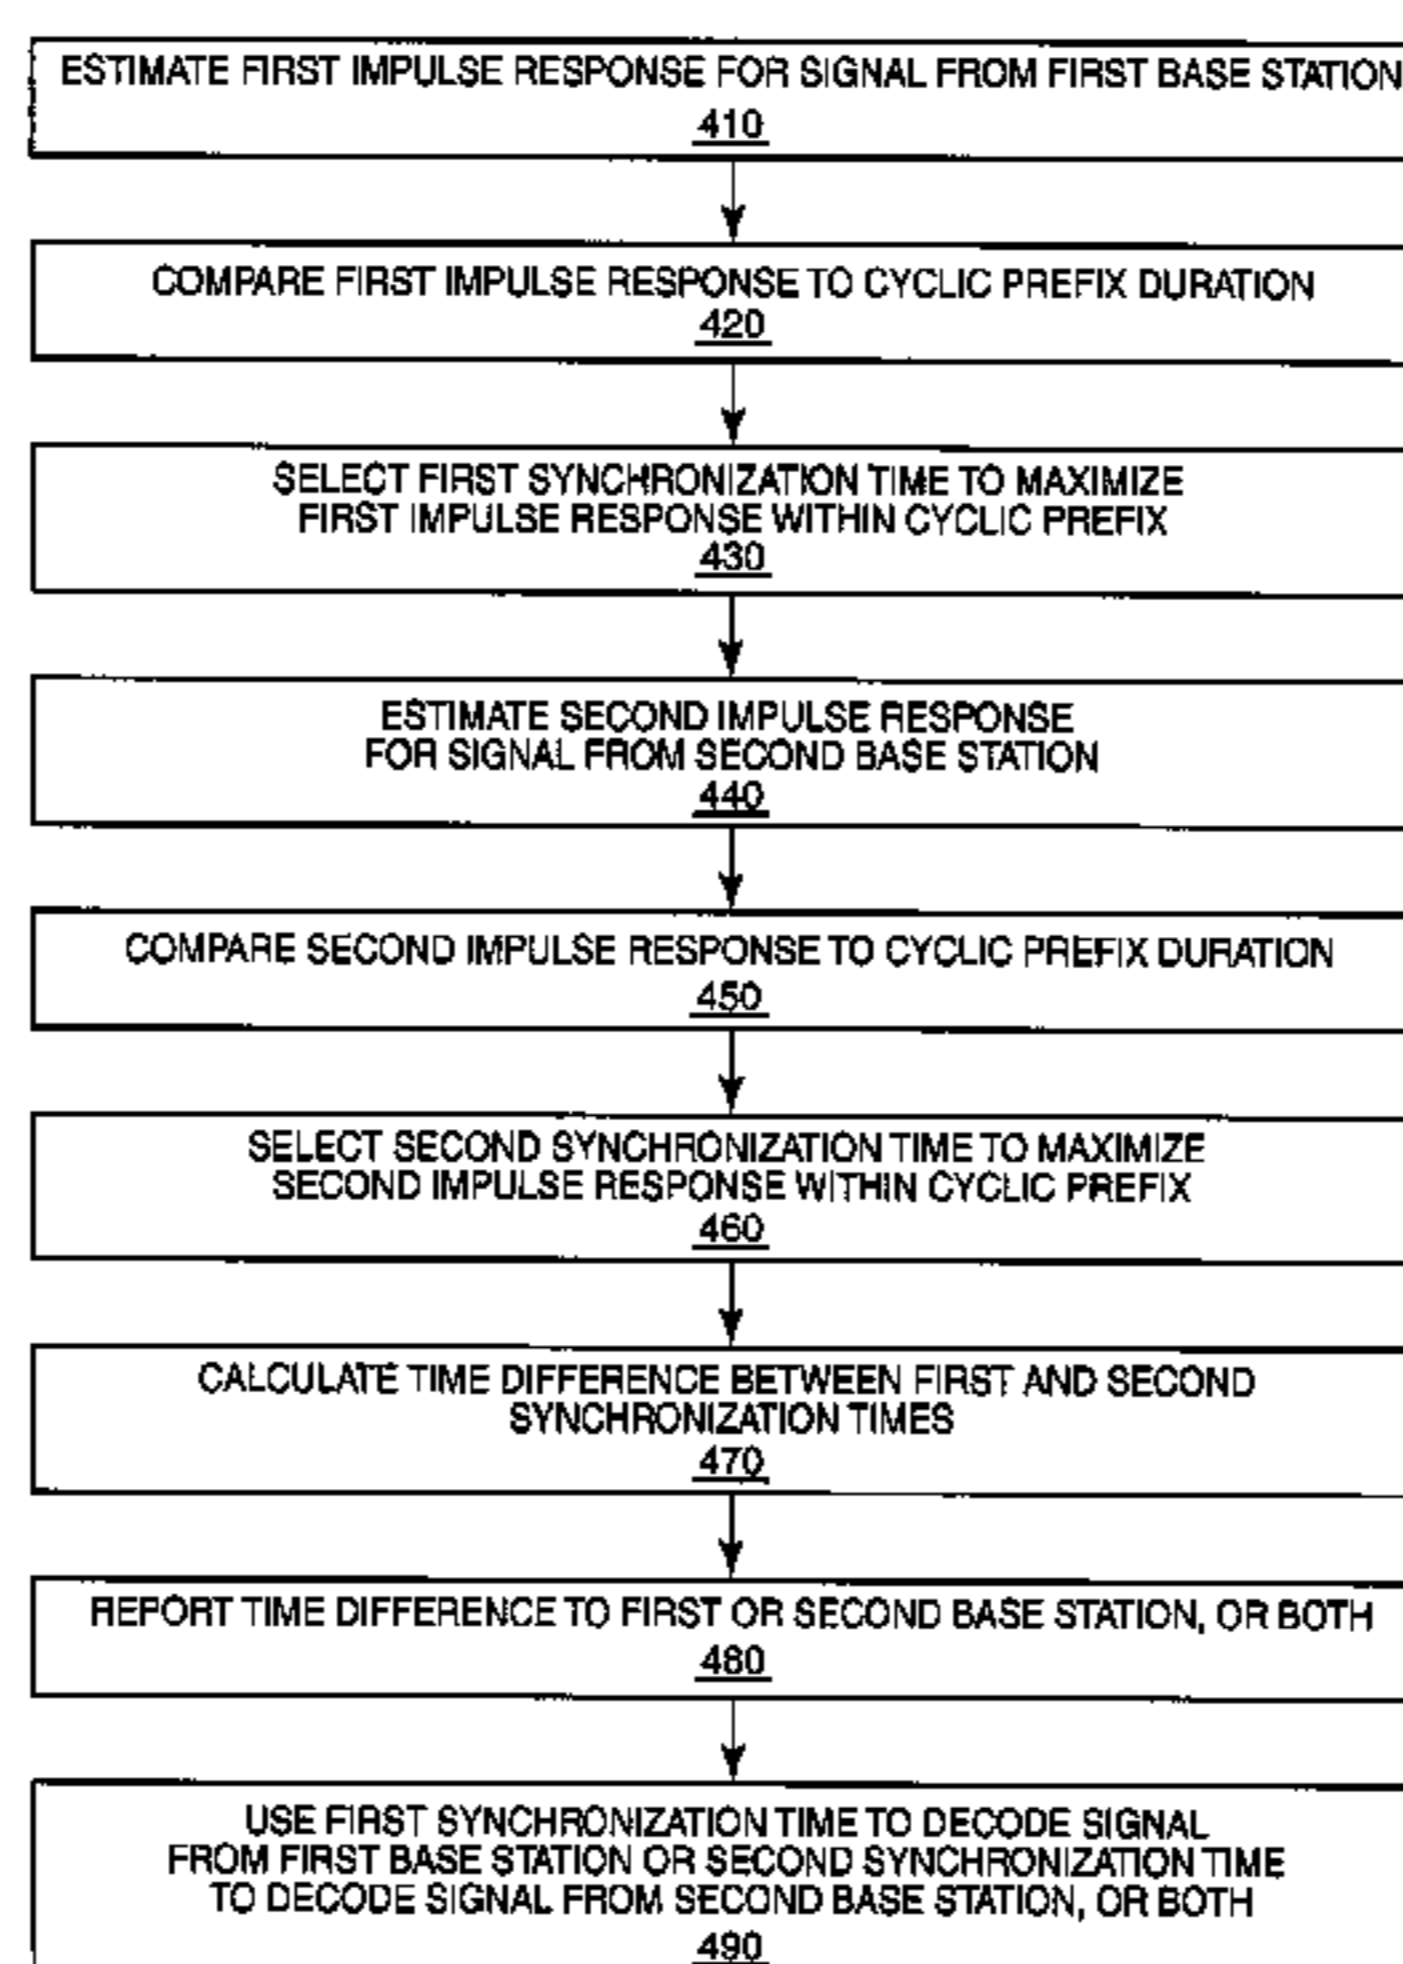 ESTIMATE FIRST IMPULSE RESPONSE FOR SIGNAL FROM FIRST BASE STATION
410
COMPARE FIRST IMPULSE RESPONSE TO CYCLIC PREFIX DURATION
420
SELECT FIRST SYNCHRONIZATION TIME TO MAXIMIZE
FIRST IMPULSE RESPONSE WITHIN CYCLIC PREFIX
430
ESTIMATE SECOND IMPULSE RESPONSE
FOR SIGNAL FROM SECOND BASE STATION
440
COMPARE SECOND IMPULSE RESPONSE TO CYCLIC PREFIX DURATION
450
SELECT SECOND SYNCHRONIZATION TIME TO MAXIMIZE
SECOND IMPULSE RESPONSE WITHIN CYCLIC PREFIX
460
CALCULATE TIME DIFFERENCE BETWEEN FIRST AND SECOND
SYNCHRONIZATION TIMES
470
REPORT TIME DIFFERENCE TO FIRST OR SECOND BASE STATION, OR BOTH
480
USE FIRST SYNCHRONIZATION TIME TO DECODE SIGNAL
FROM FIRST BASE STATION OR SECOND SYNCHRONIZATION TIME
TO DECODE SIGNAL FROM SECOND BASE STATION, OR BOTH
490